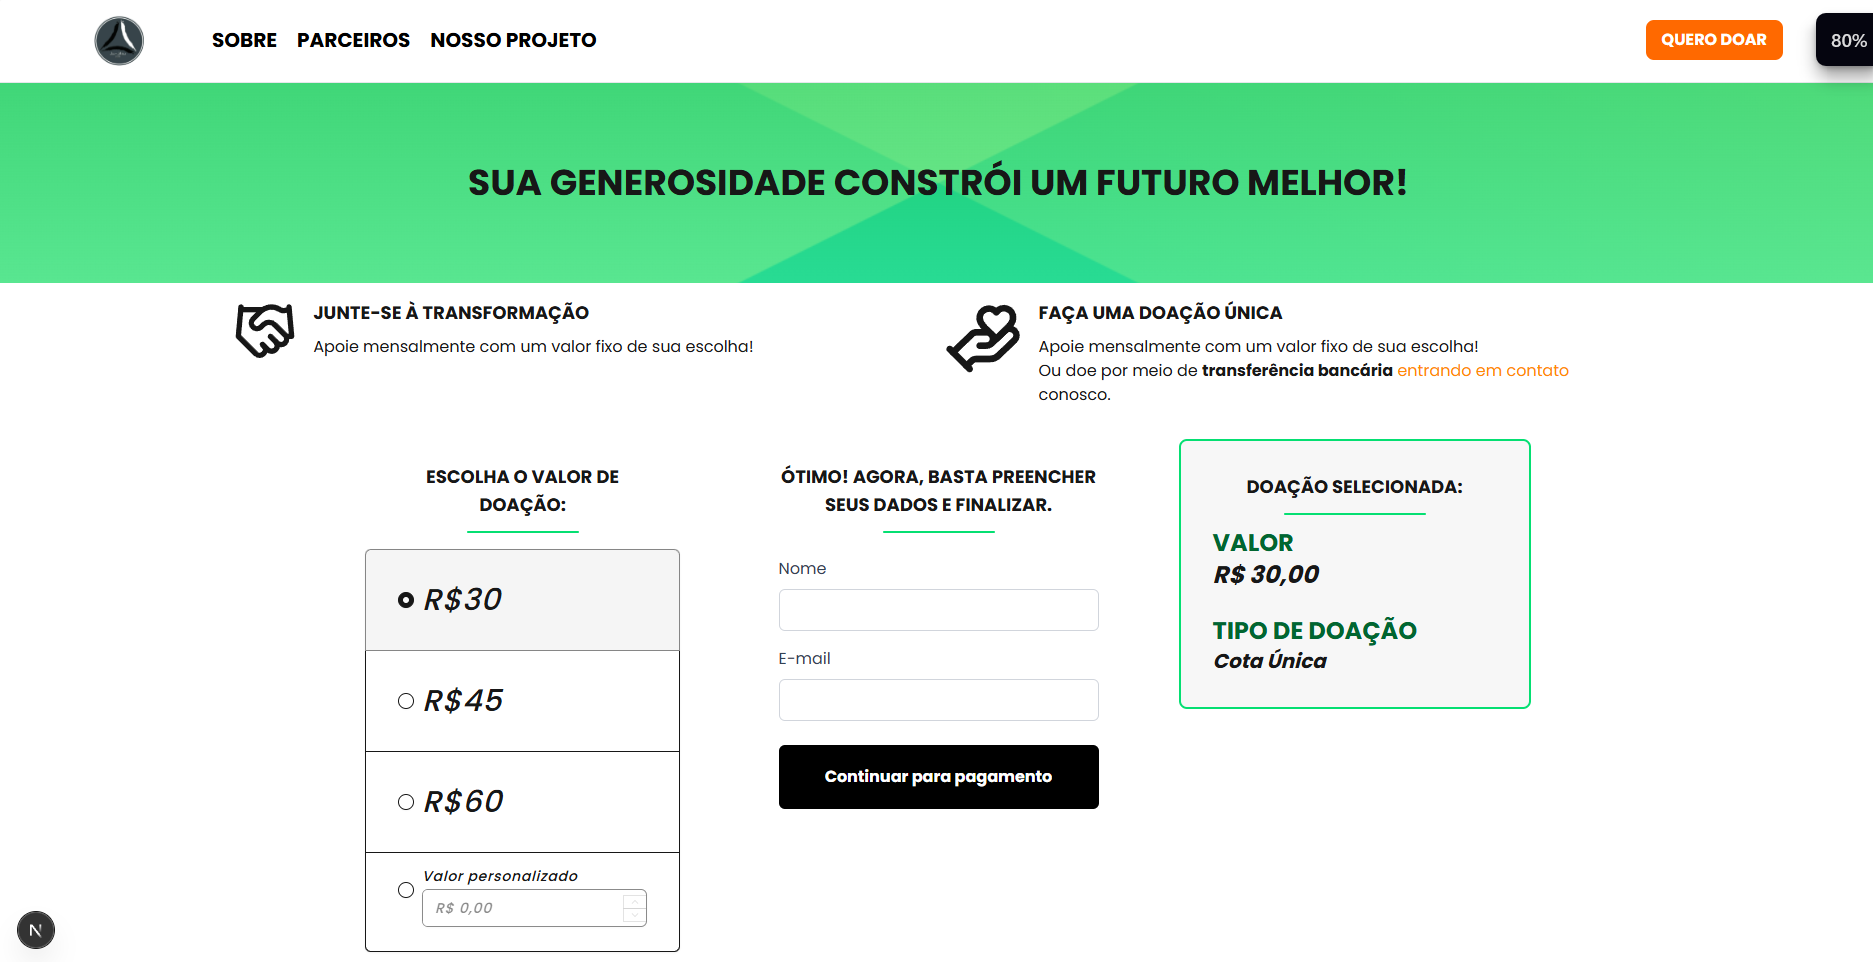 SOBRE PARCEIROS NOSSO PROJETO
QUERO DOAR
80%
SUA GENEROSIDADE CONSTRÓI UM FUTURO MELHOR!
JUNTE-SE À TRANSFORMAÇÃO
Apoie mensalmente com um valor fixo de sua escolha!
FAÇA UMA DOAÇÃO ÚNICA
Apoie mensalmente com um valor fixo de sua escolha!
Ou doe por meio de transferência bancária entrando em contato
conosco.
ESCOLHA O VALOR DE
DOAÇÃO:
R$30
R$45
R$60
Valor personalizado
R$ 0,00
ÓTIMO! AGORA, BASTA PREENCHER
SEUS DADOS E FINALIZAR.
Nome
E-mail
Continuar para pagamento
DOAÇÃO SELECIONADA:
VALOR
R$ 30,00
TIPO DE DOAÇÃO
Cota Única
N